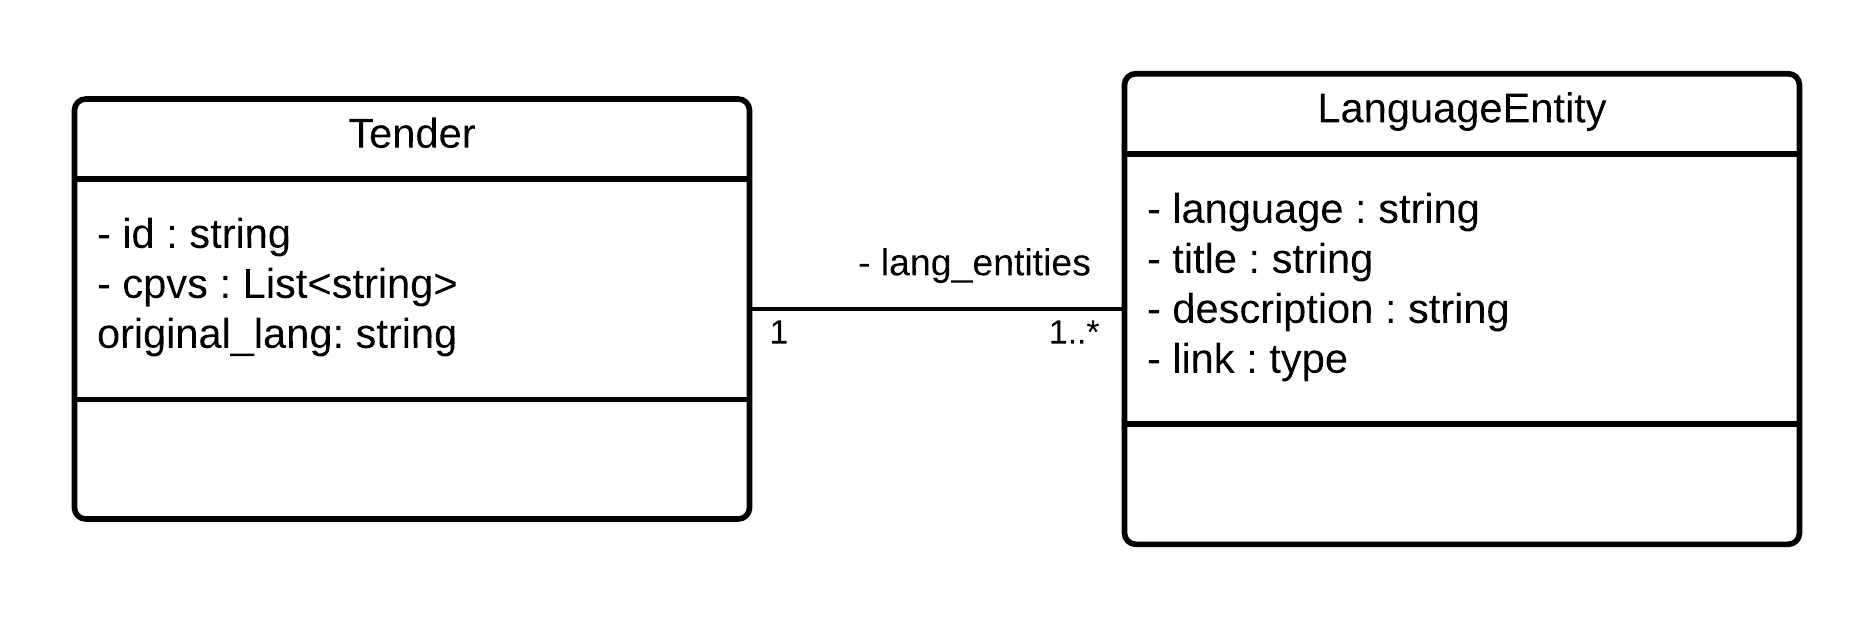 Tender
- id : string
- cpvs : List<string>
original_lang: string
- lang_entities
1
1..*
LanguageEntity
- language : string
- title : string
- description : string
- link : type